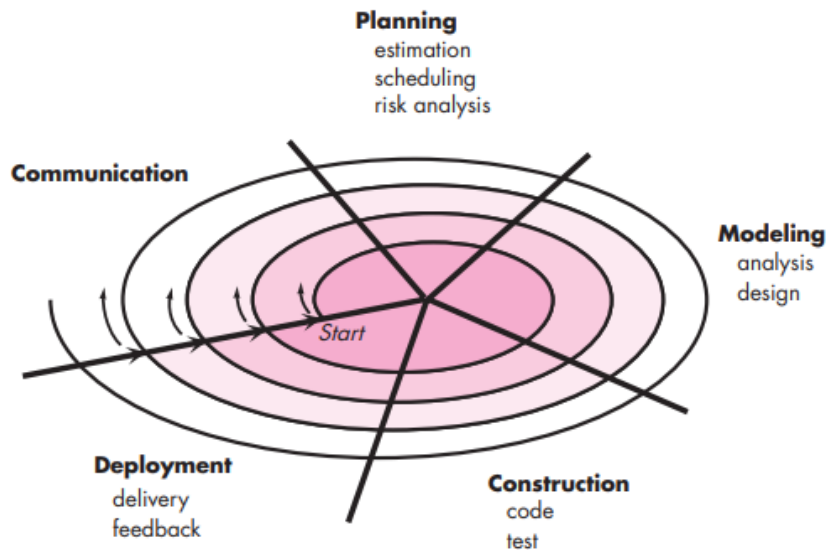 Planning
estimation
scheduling
risk analysis
Communication
Modeling
analysis
design
Start
Deployment
delivery
feedback
Construction
code
test